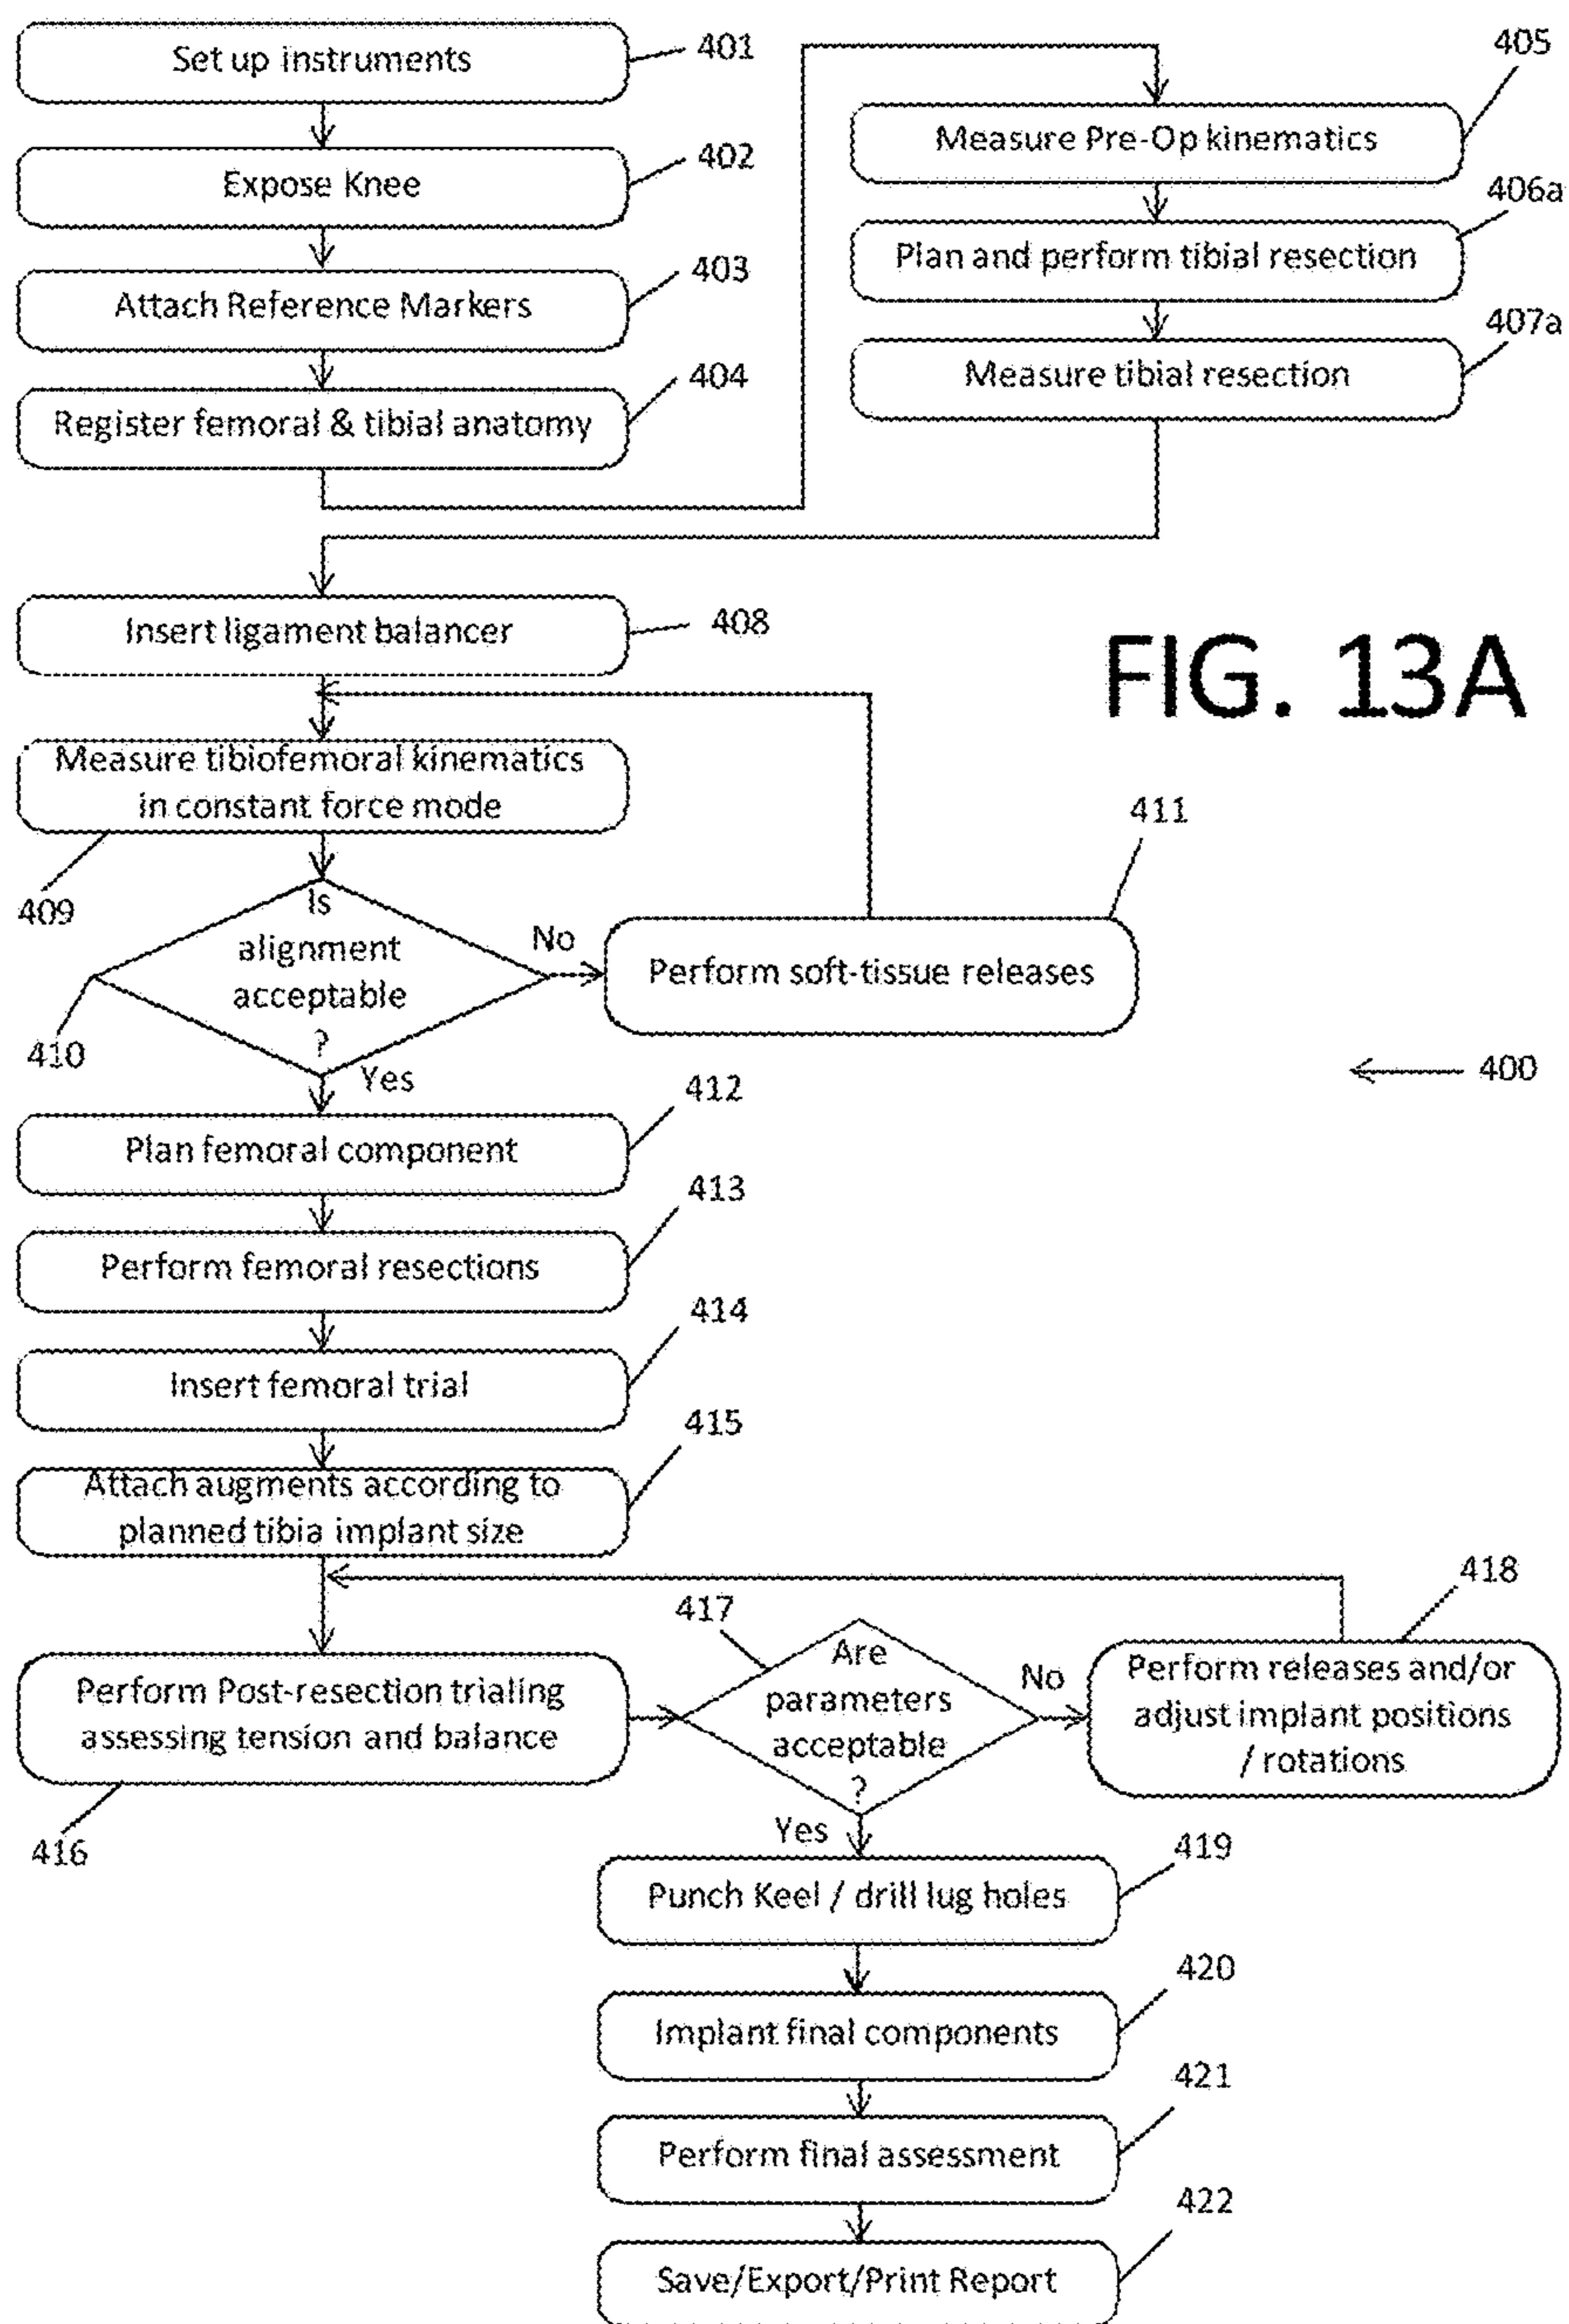 Set up instruments
401
Expose Knee
402
Attach Reference Markers
403
Register femoral & tibial anatomy
404
405
Measure Pre-Op kinematics
406a
Plan and perform tibial resection
407a
Measure tibial resection
Insert ligament balancer
408
FIG. 13A
Measure tibiofemoral kinematics
in constant force mode
409
Is
alignment
acceptable
?
410
No
Yes
411
Perform soft-tissue releases
400
412
Plan femoral component
413
Perform femoral resections
414
Insert femoral trial
415
Attach augments according to
planned tibia implant size
Perform Post-resection trialing
assessing tension and balance
416
417
Are
parameters
acceptable
?
No
Yes
418
Perform releases and/or
adjust implant positions
/ rotations
419
Punch Keel / drill lug holes
420
Implant final components
421
Perform final assessment
422
Save/Export/Print Report